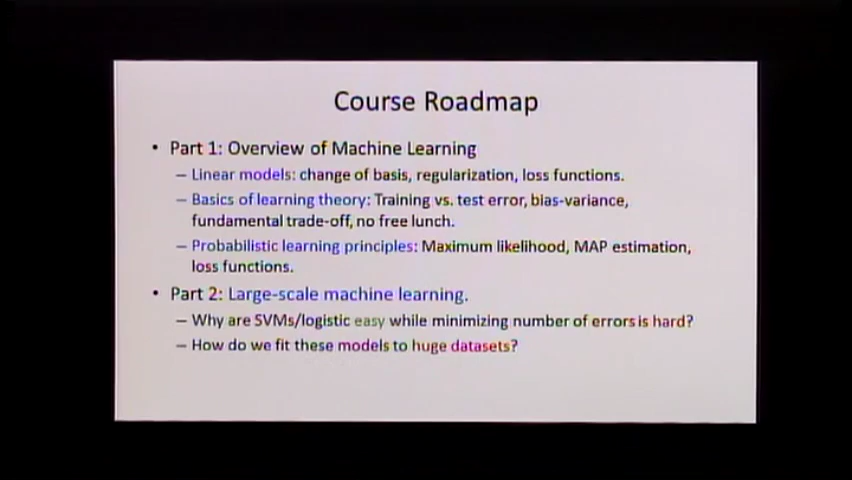 Course Roadmap
• Part 1: Overview of Machine Learning
– Linear models: change of basis, regularization, loss functions.
– Basics of learning theory: Training vs. test error, bias-variance,
fundamental trade-off, no free lunch.
– Probabilistic learning principles: Maximum likelihood, MAP estimation,
loss functions.
• Part 2: Large-scale machine learning.
– Why are SVMs/logistic easy while minimizing number of errors is hard?
– How do we fit these models to huge datasets?